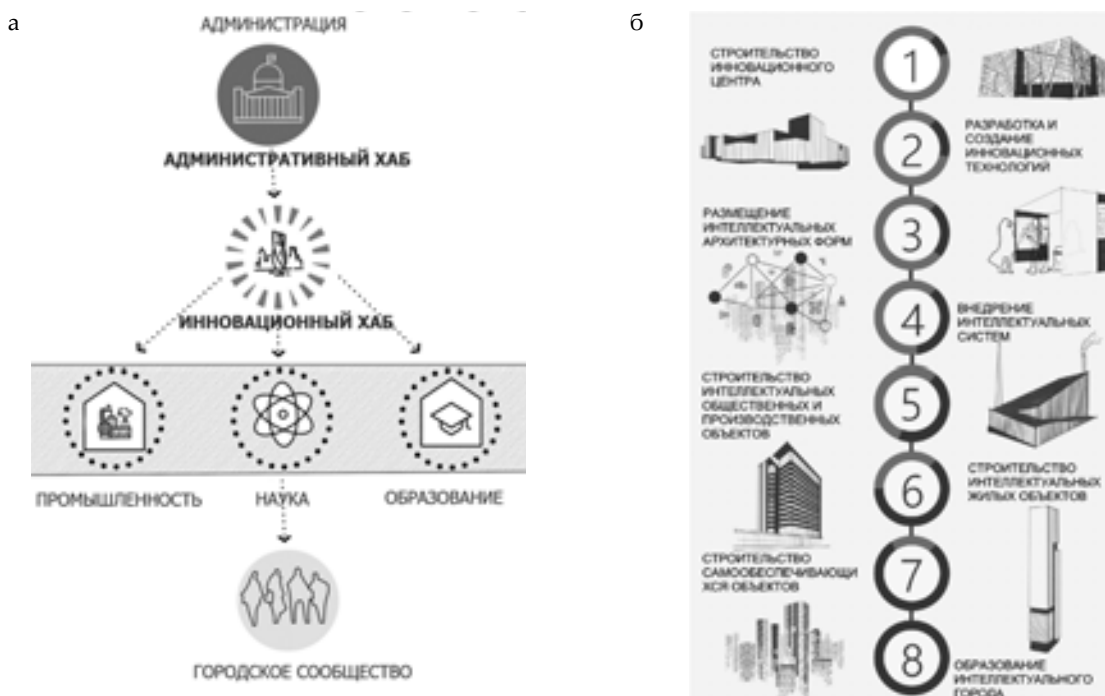 а
АДМИНИСТРАЦИЯ
АДМИНИСТРАТИВНЫЙ ХАБ
ИННОВАЦИОННЫЙ ХАБ
ПРОМЫШЛЕННОСТЬ
НАУКА
ОБРАЗОВАНИЕ
ГОРОДСКОЕ СООБЩЕСТВО
б
1
СТРОИТЕЛЬСТВО
ИННОВАЦИОННОГО
ЦЕНТРА
2
РАЗРАБОТКА И
СОЗДАНИЕ
ИННОВАЦИОННЫХ
ТЕХНОЛОГИЙ
3
РАЗМЕЩЕНИЕ
ИНТЕЛЛЕКТУАЛЬНЫХ
АРХИТЕКТУРНЫХ ФОРМ
4
ВНЕДРЕНИЕ
ИНТЕЛЛЕКТУАЛЬНЫХ
СИСТЕМ
5
СТРОИТЕЛЬСТВО
ИНТЕЛЛЕКТУАЛЬНЫХ
ОБЩЕСТВЕННЫХ И
ПРОИЗВОДСТВЕННЫХ
ОБЪЕКТОВ
6
СТРОИТЕЛЬСТВО
ИНТЕЛЛЕКТУАЛЬНЫХ
ЖИЛЫХ ОБЪЕКТОВ
7
СТРОИТЕЛЬСТВО
САМООБЕСПЕЧИВАЮЩИ
ХСЯ ОБЪЕКТОВ
8
ОБРАЗОВАНИЕ
ИНТЕЛЛЕКТУАЛЬНОГО
ГОРОДА